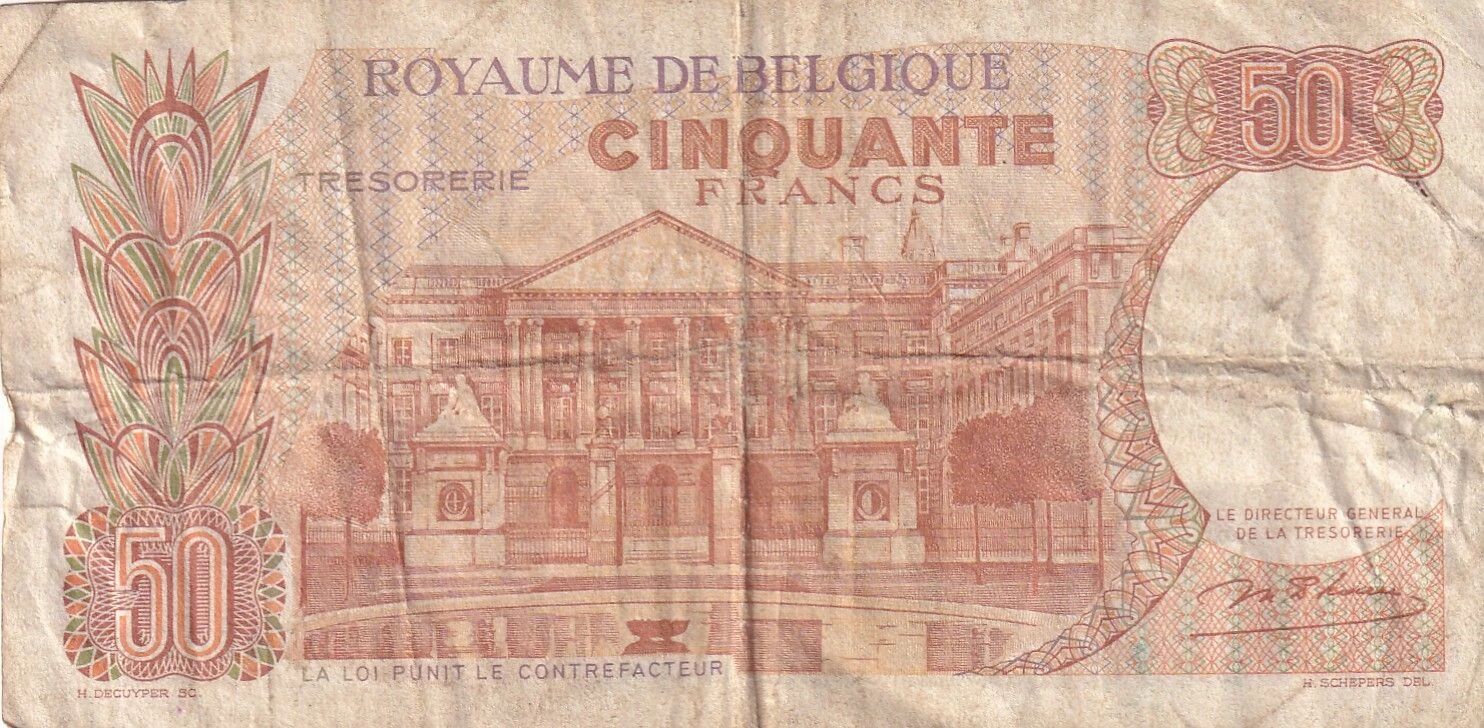 ROYAUME DE BELGIQUE
50
CINQUANTE
FRANCS
TRESORERIE
LE DIRECTEUR GENERAL
DE LA TRESORERIE
50
LA LOI PUNIT LE CONTREFACTEUR
H. DECUYPER SC.
H. SCHEPERS DEL.